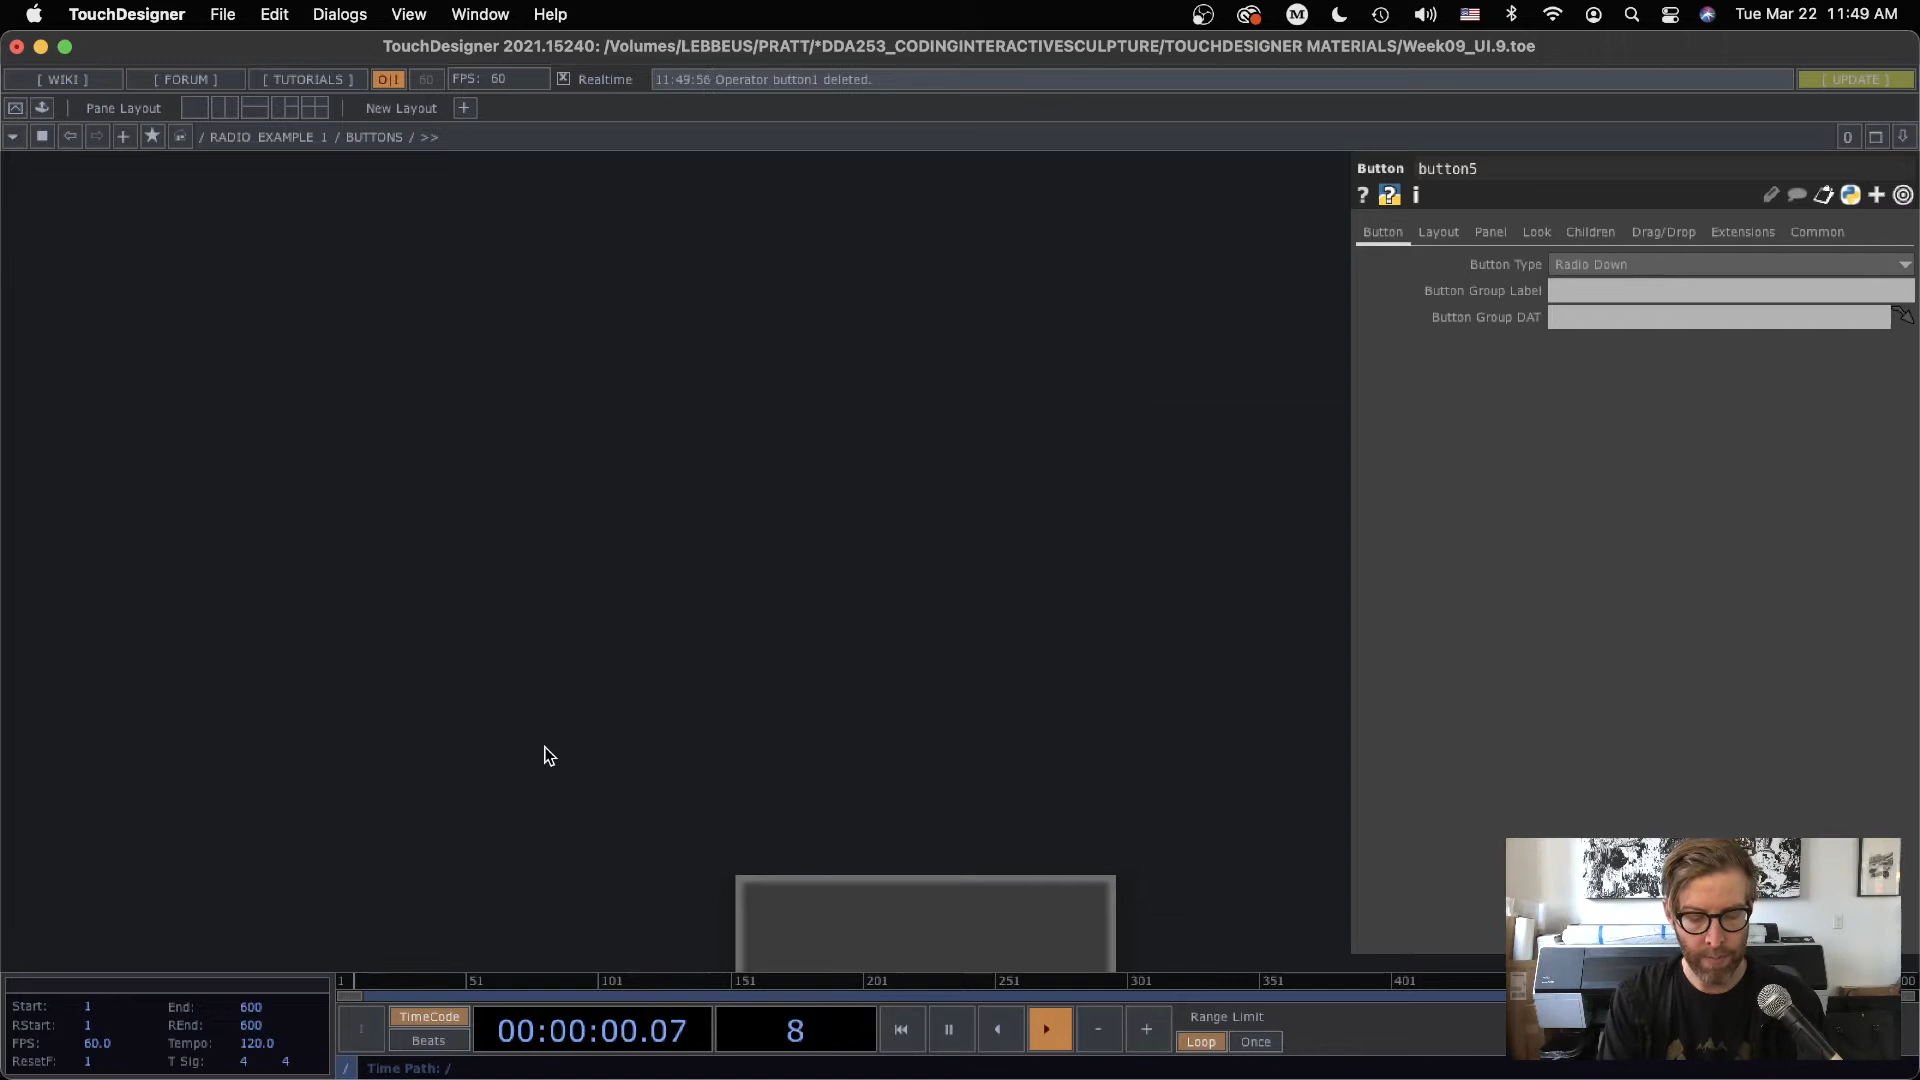 TouchDesigner File Edit Dialogs View Window Help Tue Mar 22 11:49 AM
TouchDesigner 2021.15240: /Volumes/LEBBEUS/PRATT/*DDA253_CODINGINTERACTIVESCULPTURE/TOUCHDESIGNER MATERIALS/Week09_UI.9.toe
[ WIKI ] [ FORUM ] [ TUTORIALS ] O|I 60 FPS: 60 Realtime 11:49:56 Operator button1 deleted. [ UPDATE ]
Pane Layout New Layout +
/ RADIO EXAMPLE 1 / BUTTONS / >> 0
Button button5
Button Layout Panel Look Children Drag/Drop Extensions Common
Button Type Radio Down
Button Group Label
Button Group DAT
1 51 101 151 201 251 301 351 401
Start: 1 End: 600
RStart: 1 REnd: 600
FPS: 60.0 Tempo: 120.0
ResetF: 1 T Sig: 4 4
TimeCode
Beats
00:00:00.07 8
Range Limit
Loop Once
/ Time Path: /